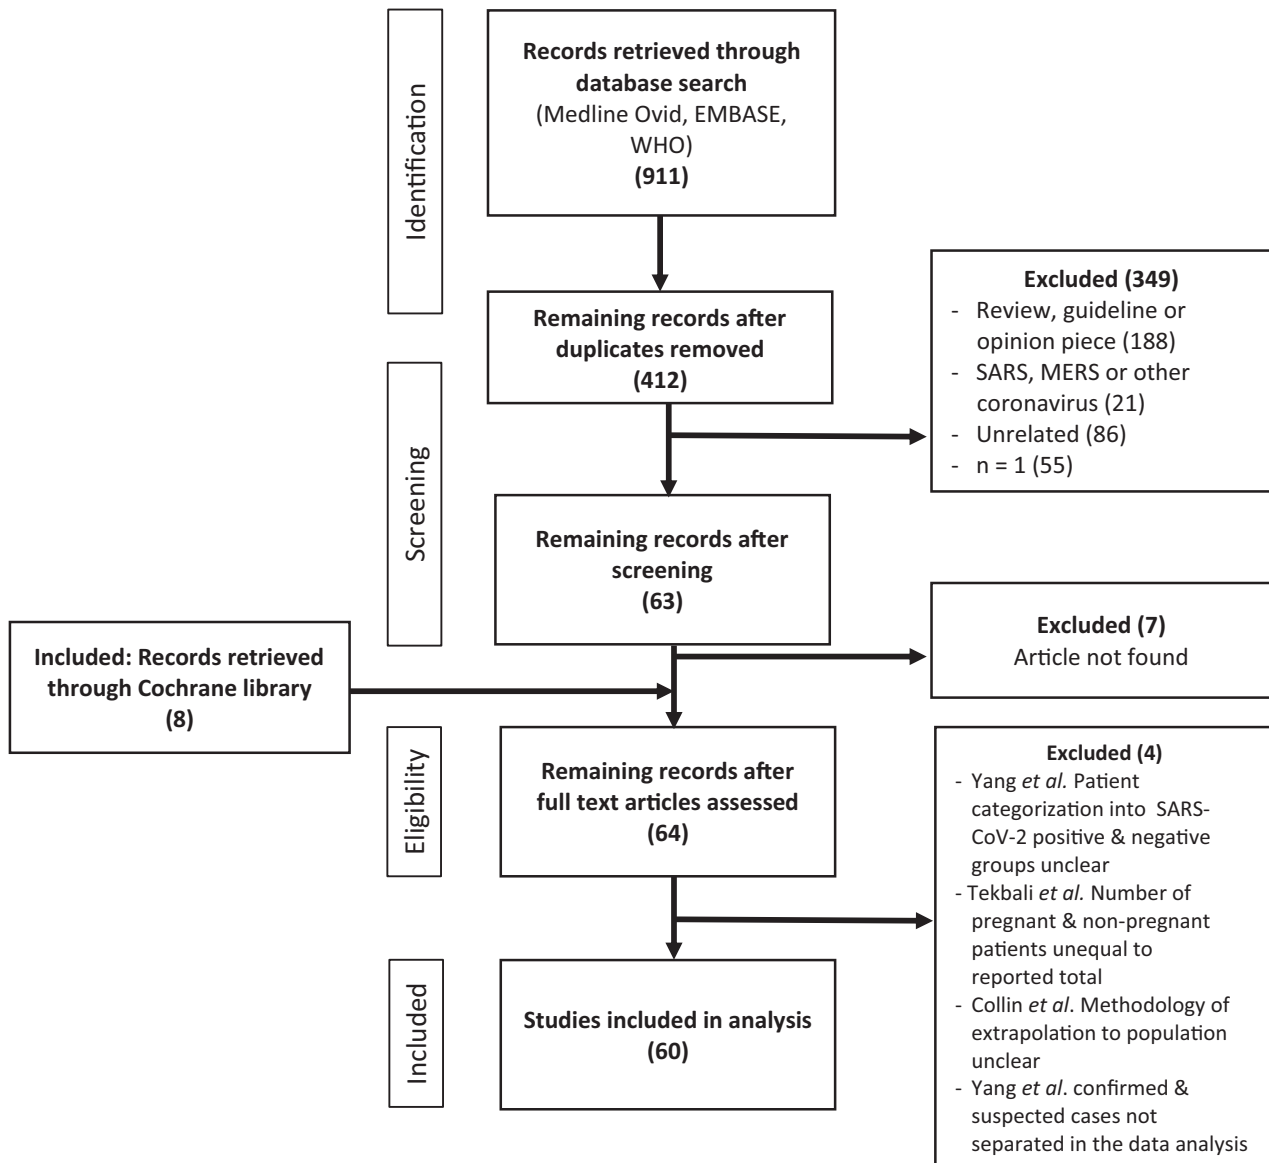 Identification
Records retrieved through
database search
(Medline Ovid, EMBASE,
WHO)
(911)
Remaining records after
duplicates removed
(412)
Excluded (349)
- Review, guideline or
opinion piece (188)
- SARS, MERS or other
coronavirus (21)
- Unrelated (86)
- n = 1 (55)
Screening
Remaining records after
screening
(63)
Excluded (7)
Article not found
Included: Records retrieved
through Cochrane library
(8)
Eligibility
Remaining records after
full text articles assessed
(64)
Excluded (4)
- Yang et al. Patient
categorization into SARS-
CoV-2 positive & negative
groups unclear
- Tekbali et al. Number of
pregnant & non-pregnant
patients unequal to
reported total
- Collin et al. Methodology of
extrapolation to population
unclear
- Yang et al. confirmed &
suspected cases not
separated in the data analysis
Included
Studies included in analysis
(60)